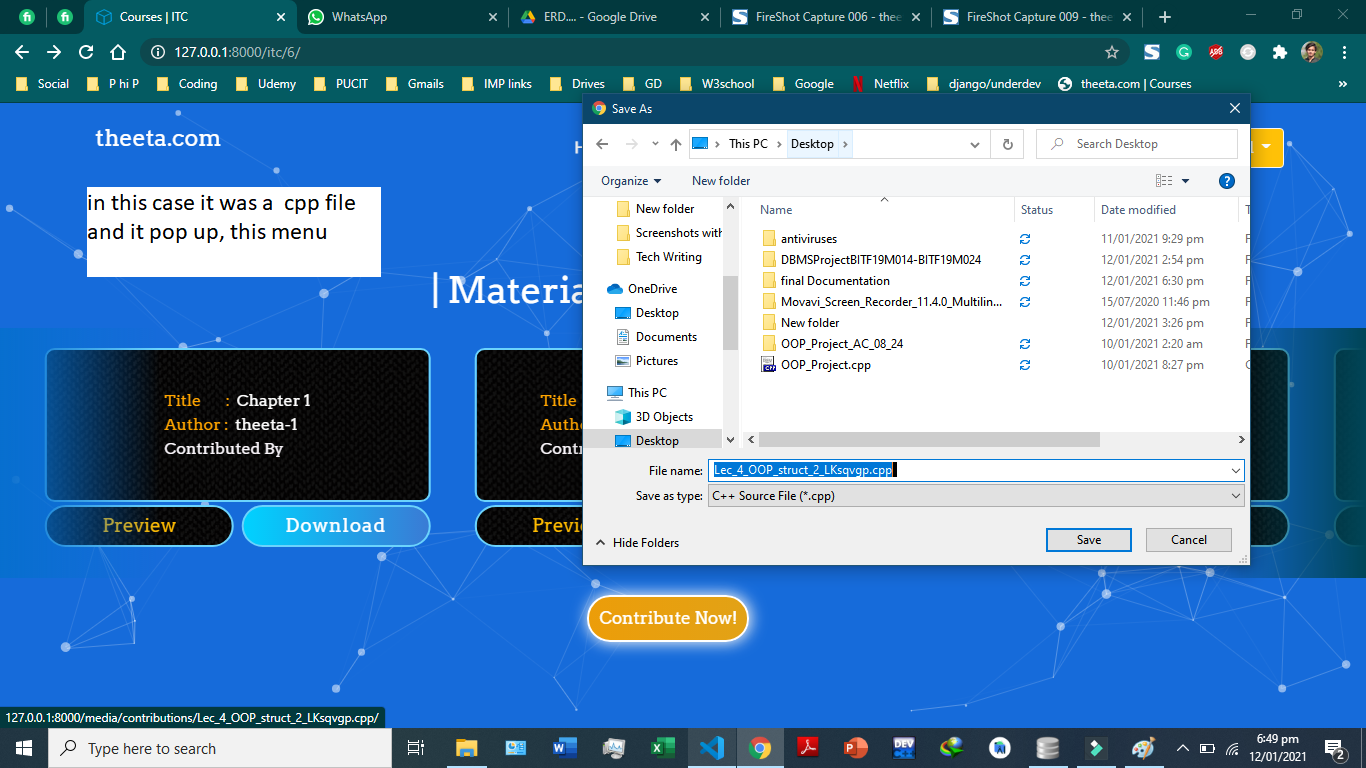 Courses | ITC
WhatsApp
ERD.... - Google Drive
FireShot Capture 006 - thee
FireShot Capture 009 - thee
127.0.0.1:8000/itc/6/
ABP
Social
P hi P
Coding
Udemy
PUCIT
Gmails
IMP links
Drives
GD
W3school
Google
Netflix
django/underdev
theeta.com | Courses
»
theeta.com
H
in this case it was a cpp file
and it pop up, this menu
| Materia
Title : Chapter 1
Author : theeta-1
Contributed By
Preview
Download
Title
Autho
Contr
Previe
Contribute Now!
Save As
This PC
Desktop
Search Desktop
Organize
New folder
New folder
Screenshots with
Tech Writing
OneDrive
Desktop
Documents
Pictures
This PC
3D Objects
Desktop
Name Status Date modified T
antiviruses 11/01/2021 9:29 pm F
DBMSProjectBITF19M014-BITF19M024 12/01/2021 2:54 pm F
final Documentation 12/01/2021 6:30 pm F
Movavi_Screen_Recorder_11.4.0_Multilin... 15/07/2020 11:46 pm F
New folder 12/01/2021 3:26 pm F
OOP_Project_AC_08_24 10/01/2021 2:20 am F
OOP_Project.cpp 10/01/2021 8:27 pm C
File name: Lec_4_OOP_struct_2_LKsqvgp.cpp
Save as type: C++ Source File (*.cpp)
Hide Folders
Save
Cancel
127.0.0.1:8000/media/contributions/Lec_4_OOP_struct_2_LKsqvgp.cpp/
Type here to search
DEV
6:49 pm
12/01/2021
2